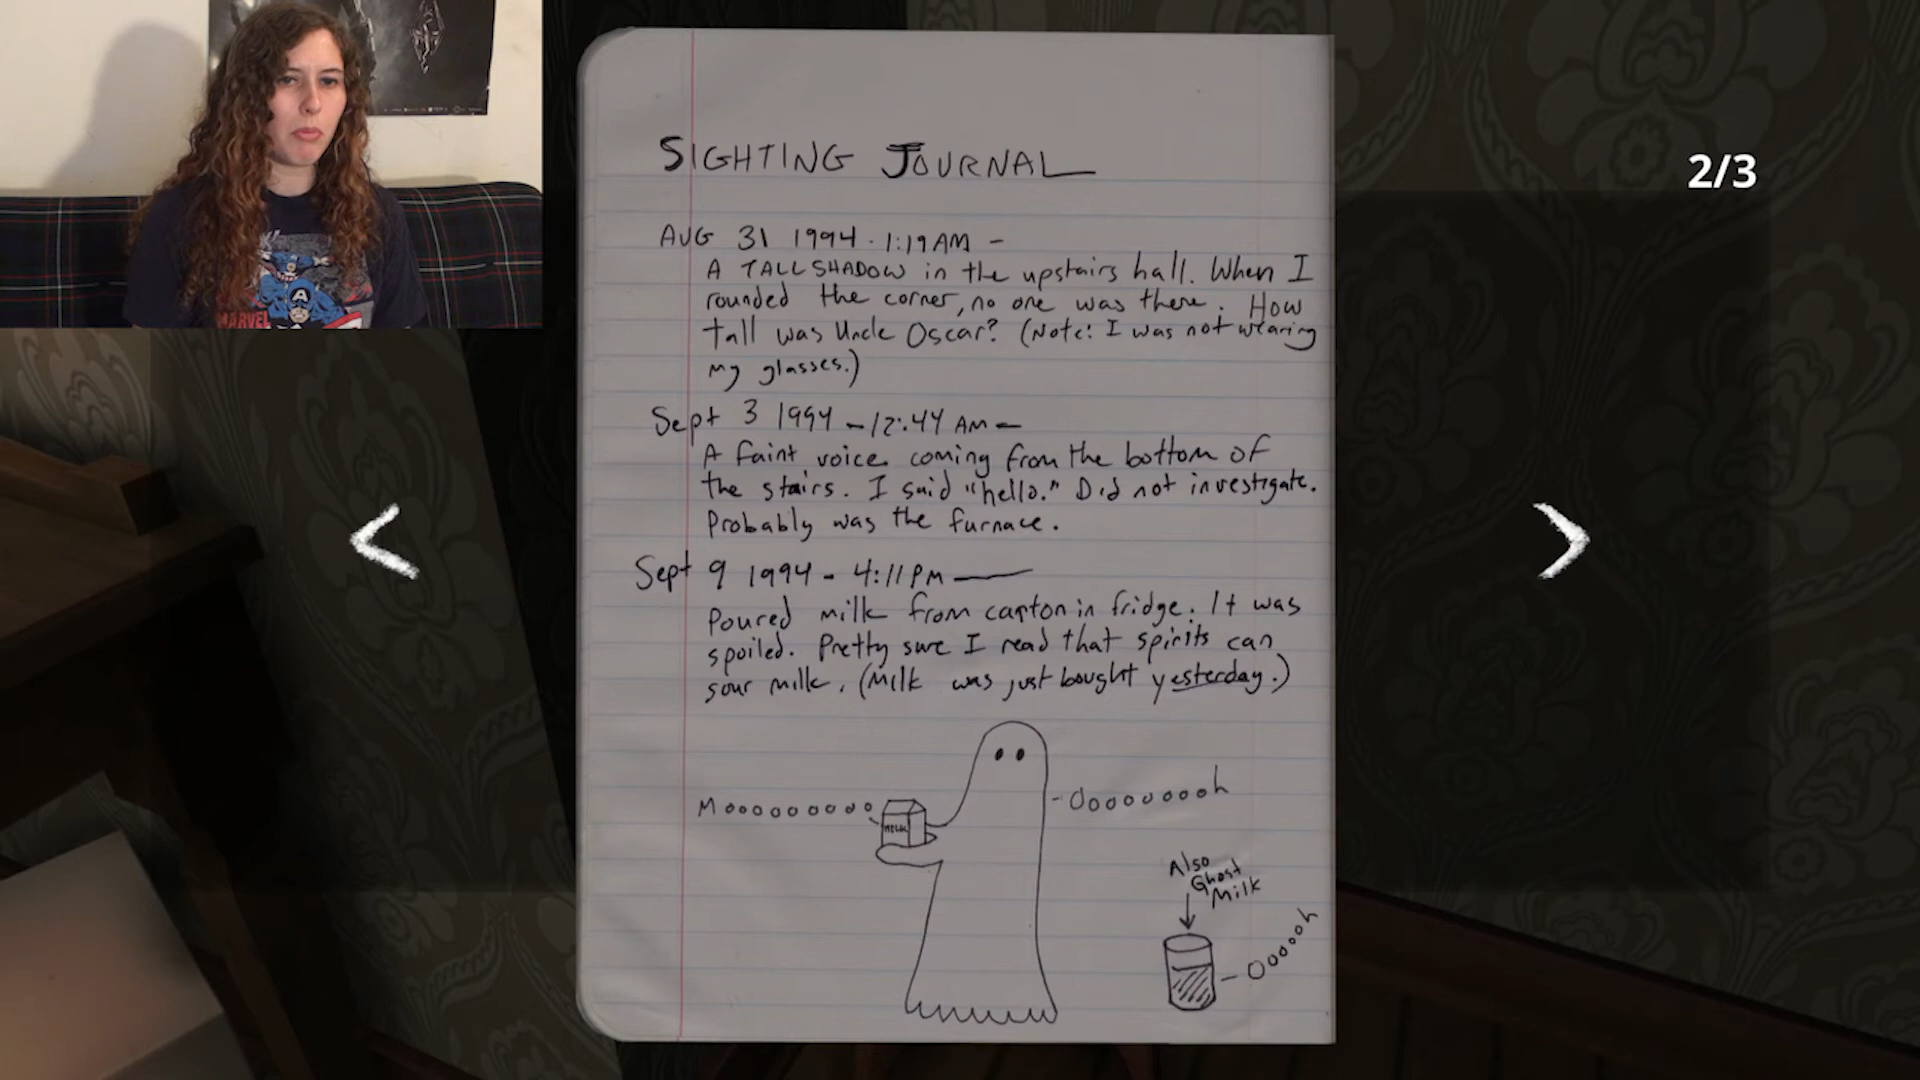 SIGHTING JOURNAL
2/3
AUG 31 1994 - 1:19 AM -
A TALL SHADOW in the upstairs hall. When I
rounded the corner, no one was there. How
Tall was Uncle Oscar? (Note: I was not wearing
my glasses.)
Sept 3 1994 - 12:44 AM -
A faint voice coming from the bottom of
the stairs. I said "hello." Did not investigate.
Probably was the furnace.
Sept 9 1994 - 4:11 PM -
Poured milk from carton in fridge. It was
spoiled. Pretty sure I read that spirits can
sour milk. (Milk was just bought yesterday.)
Mooooooooo
MILK
-Oooooooooh
Also
Ghost
Milk
-Oooooh
MARVEL
A